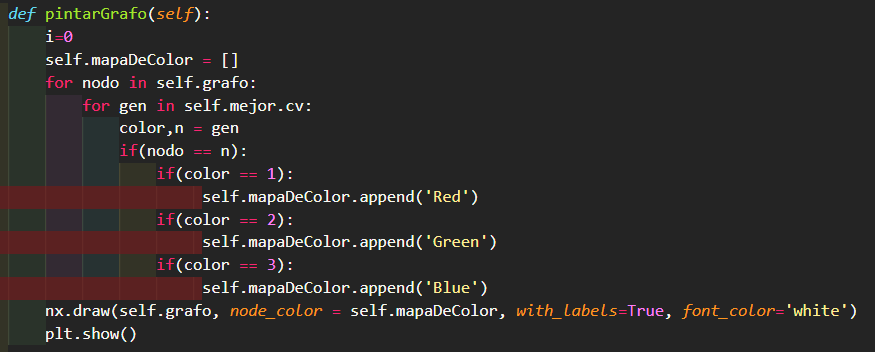 def pintarGrafo(self):
    i=0
    self.mapaDeColor = []
    for nodo in self.grafo:
        for gen in self.mejor.cv:
            color,n = gen
            if(nodo == n):
                if(color == 1):
                     self.mapaDeColor.append('Red')
                if(color == 2):
                     self.mapaDeColor.append('Green')
                if(color == 3):
                     self.mapaDeColor.append('Blue')
    nx.draw(self.grafo, node_color = self.mapaDeColor, with_labels=True, font_color='white')
    plt.show()